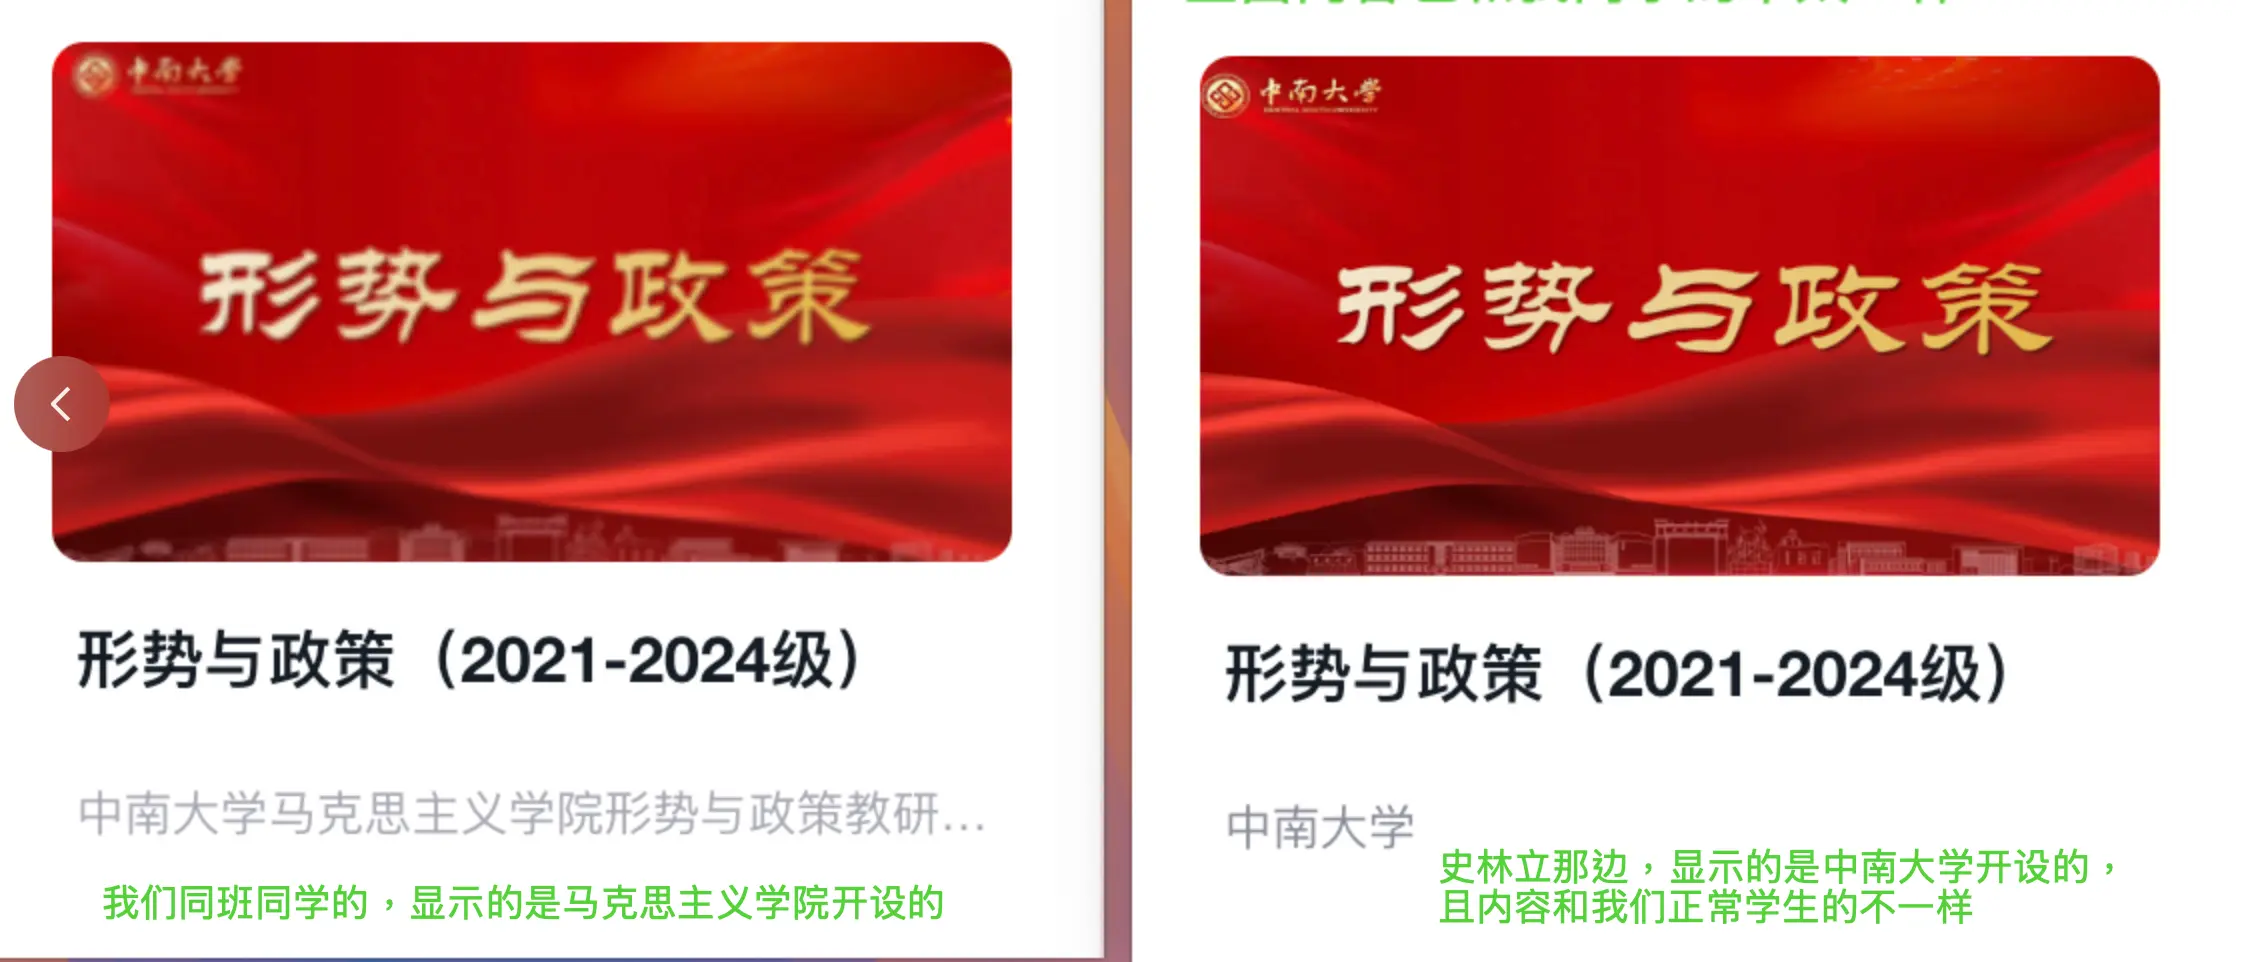 中南大学
形势与政策
形势与政策（2021-2024级）
中南大学马克思主义学院形势与政策教研...
我们同班同学的，显示的是马克思主义学院开设的
中南大學
形势与政策
形势与政策（2021-2024级）
中南大学
史林立那边，显示的是中南大学开设的，
且内容和我们正常学生的不一样